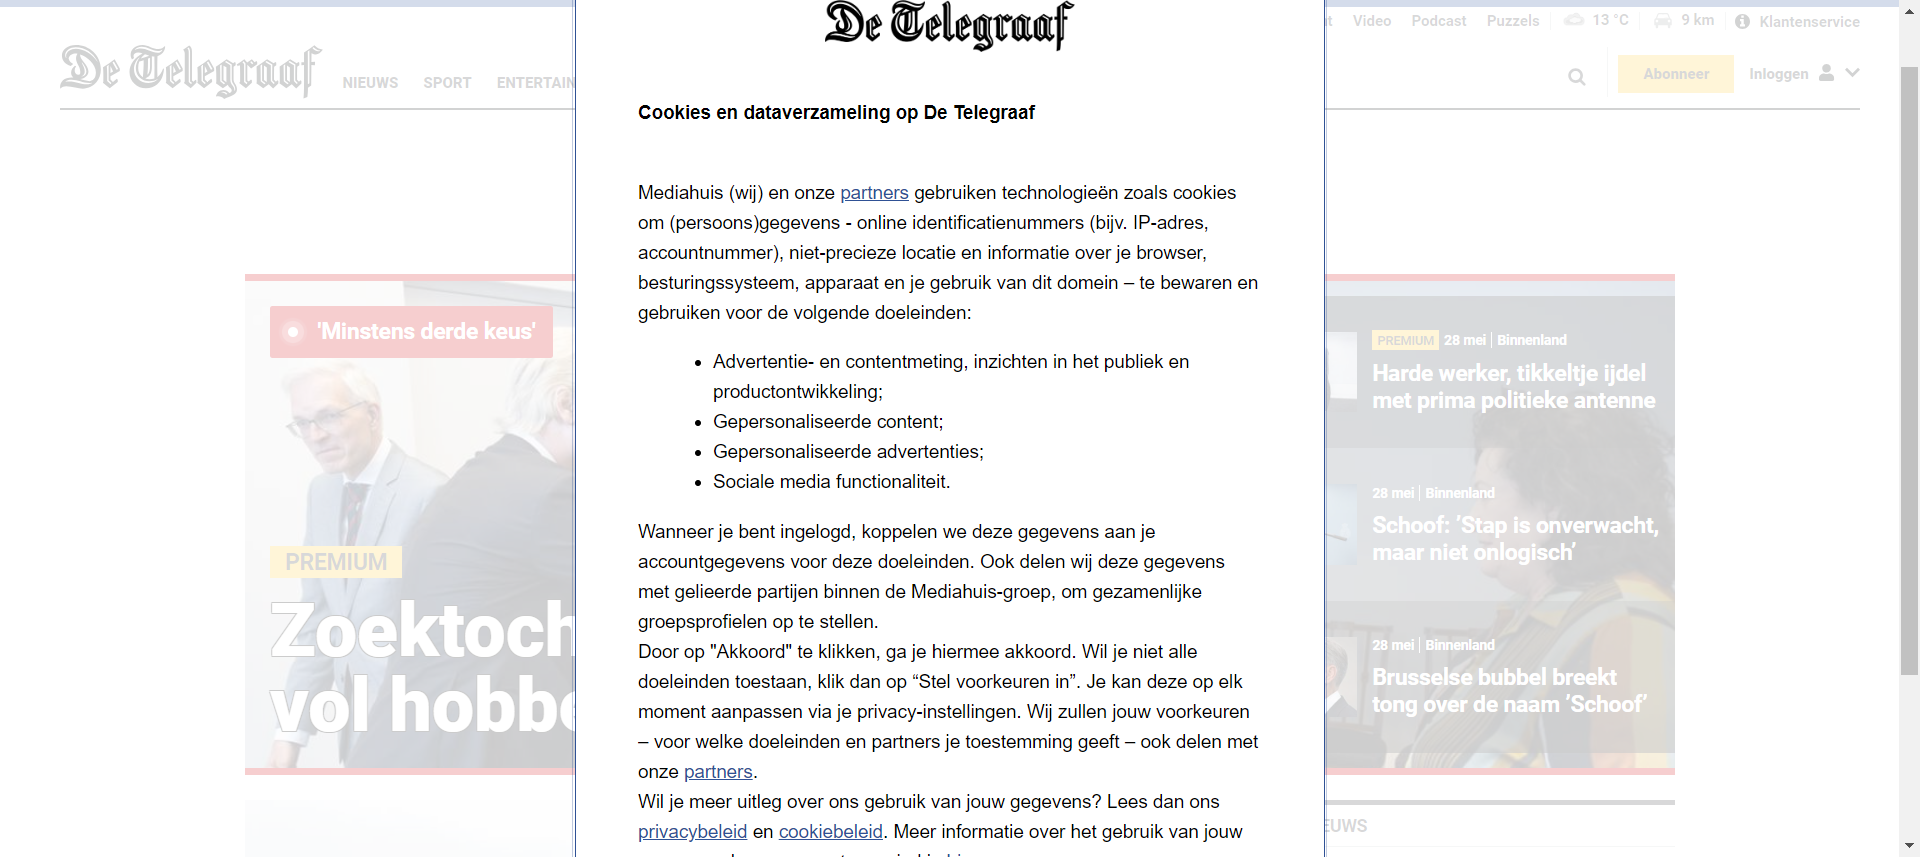 De Telegraaf
Video Podcast Puzzels 13 °C 9 km Klantenservice
De Telegraaf NIEUWS SPORT ENTERTAIN
Abonneer Inloggen
Cookies en dataverzameling op De Telegraaf
Mediahuis (wij) en onze partners gebruiken technologieën zoals cookies
om (persoons)gegevens - online identificatienummers (bijv. IP-adres,
accountnummer), niet-precieze locatie en informatie over je browser,
besturingssysteem, apparaat en je gebruik van dit domein – te bewaren en
gebruiken voor de volgende doeleinden:
• Advertentie- en contentmeting, inzichten in het publiek en
productontwikkeling;
• Gepersonaliseerde content;
• Gepersonaliseerde advertenties;
• Sociale media functionaliteit.
Wanneer je bent ingelogd, koppelen we deze gegevens aan je
accountgegevens voor deze doeleinden. Ook delen wij deze gegevens
met gelieerde partijen binnen de Mediahuis-groep, om gezamenlijke
groepsprofielen op te stellen.
Door op "Akkoord" te klikken, ga je hiermee akkoord. Wil je niet alle
doeleinden toestaan, klik dan op “Stel voorkeuren in”. Je kan deze op elk
moment aanpassen via je privacy-instellingen. Wij zullen jouw voorkeuren
– voor welke doeleinden en partners je toestemming geeft – ook delen met
onze partners.
Wil je meer uitleg over ons gebruik van jouw gegevens? Lees dan ons
privacybeleid en cookiebeleid. Meer informatie over het gebruik van jouw
'Minstens derde keus'
PREMIUM
Zoektoch
vol hobbe
PREMIUM 28 mei | Binnenland
Harde werker, tikkeltje ijdel
met prima politieke antenne
28 mei | Binnenland
Schoof: ’Stap is onverwacht,
maar niet onlogisch’
28 mei | Binnenland
Brusselse bubbel breekt
tong over de naam ’Schoof’
EUWS